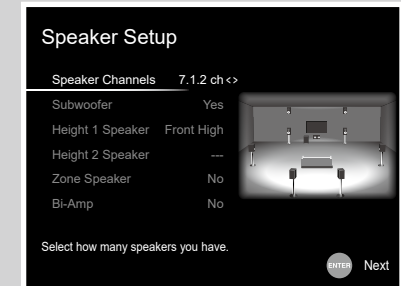 Speaker Setup
Speaker Channels 7.1.2 ch <>
Subwoofer Yes
Height 1 Speaker Front High
Height 2 Speaker ---
Zone Speaker No
Bi-Amp No
Select how many speakers you have.
ENTER Next